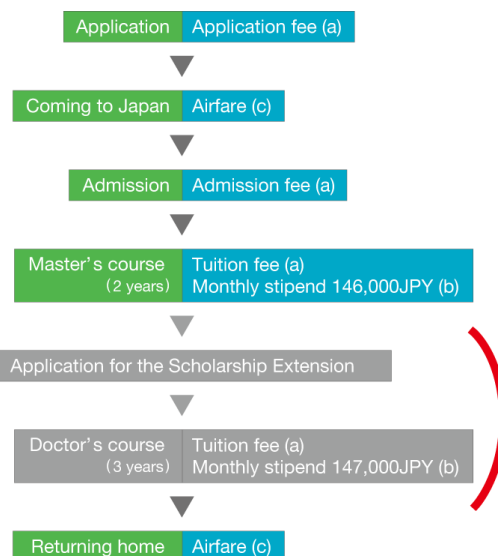 Application Application fee (a)
Coming to Japan Airfare (c)
Admission Admission fee (a)
Master's course Tuition fee (a)
(2 years) Monthly stipend 146,000JPY (b)
Application for the Scholarship Extension
Doctor's course Tuition fee (a)
(3 years) Monthly stipend 147,000JPY (b)
Returning home Airfare (c)